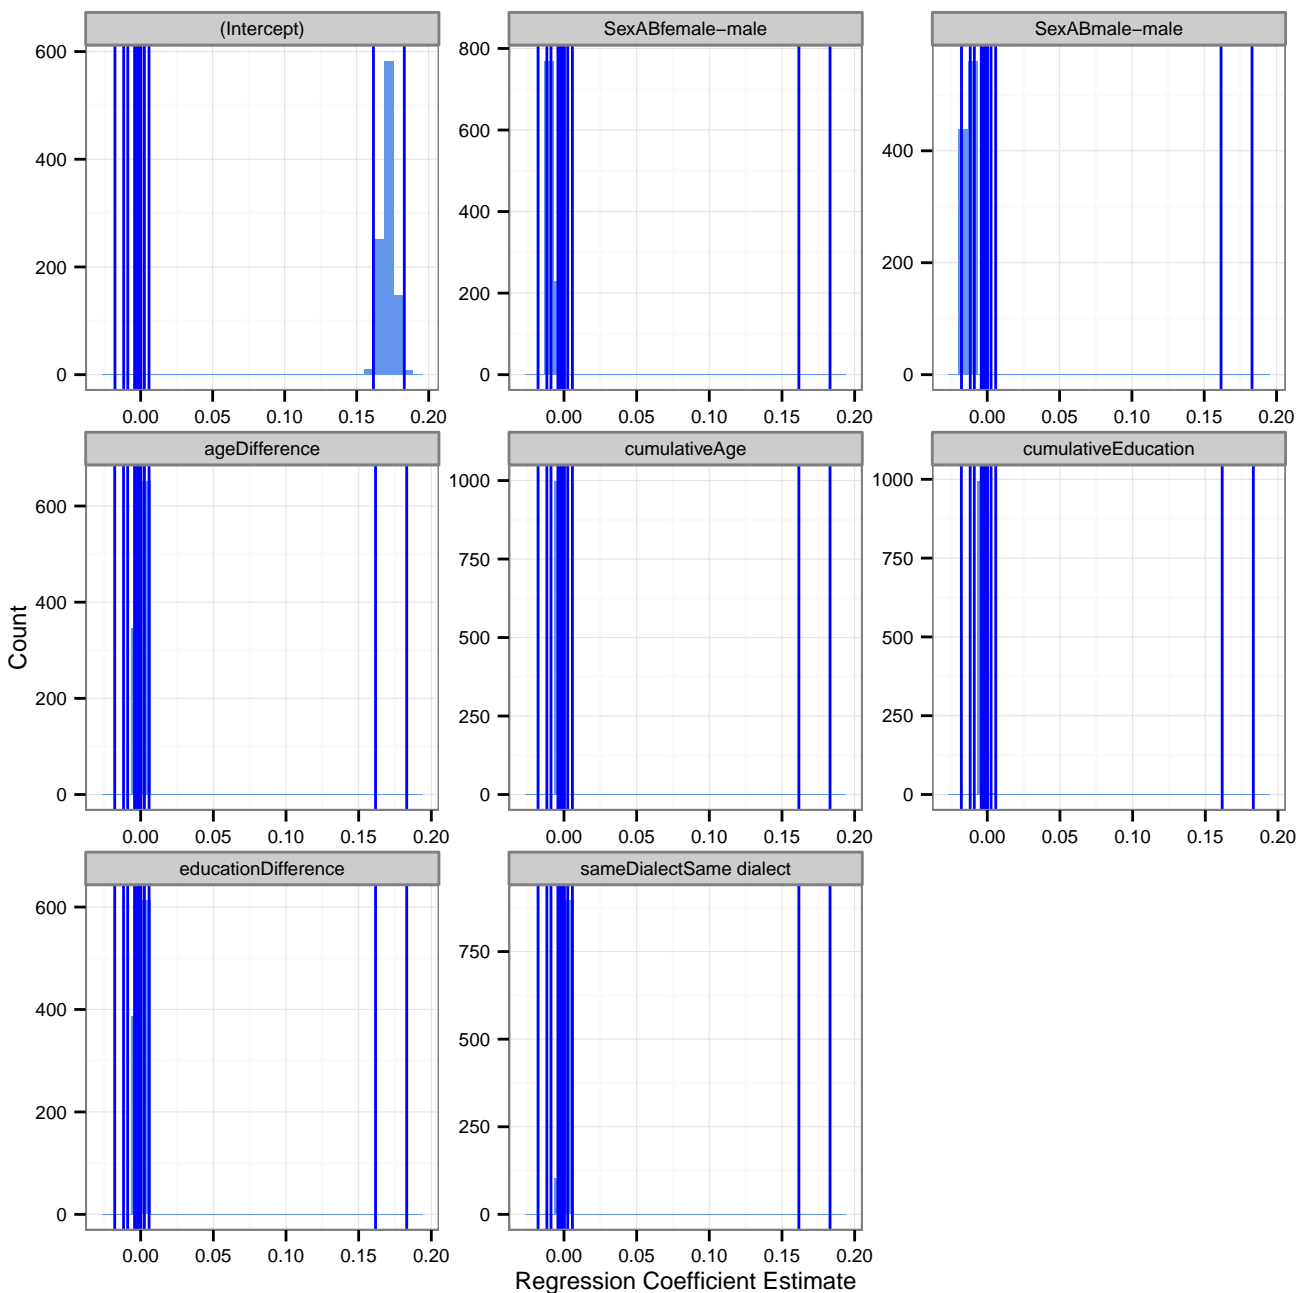 (Intercept)
SexABfemale−male
SexABmale−male
600
400
200
0
800
600
400
200
0
400
200
0
0.00 0.05 0.10 0.15 0.20
0.00 0.05 0.10 0.15 0.20
0.00 0.05 0.10 0.15 0.20
ageDifference
cumulativeAge
cumulativeEducation
600
400
200
0
1000
750
500
250
0
1000
750
500
250
0
0.00 0.05 0.10 0.15 0.20
0.00 0.05 0.10 0.15 0.20
0.00 0.05 0.10 0.15 0.20
Count
educationDifference
sameDialectSame dialect
600
400
200
0
750
500
250
0
0.00 0.05 0.10 0.15 0.20
0.00 0.05 0.10 0.15 0.20
Regression Coefficient Estimate